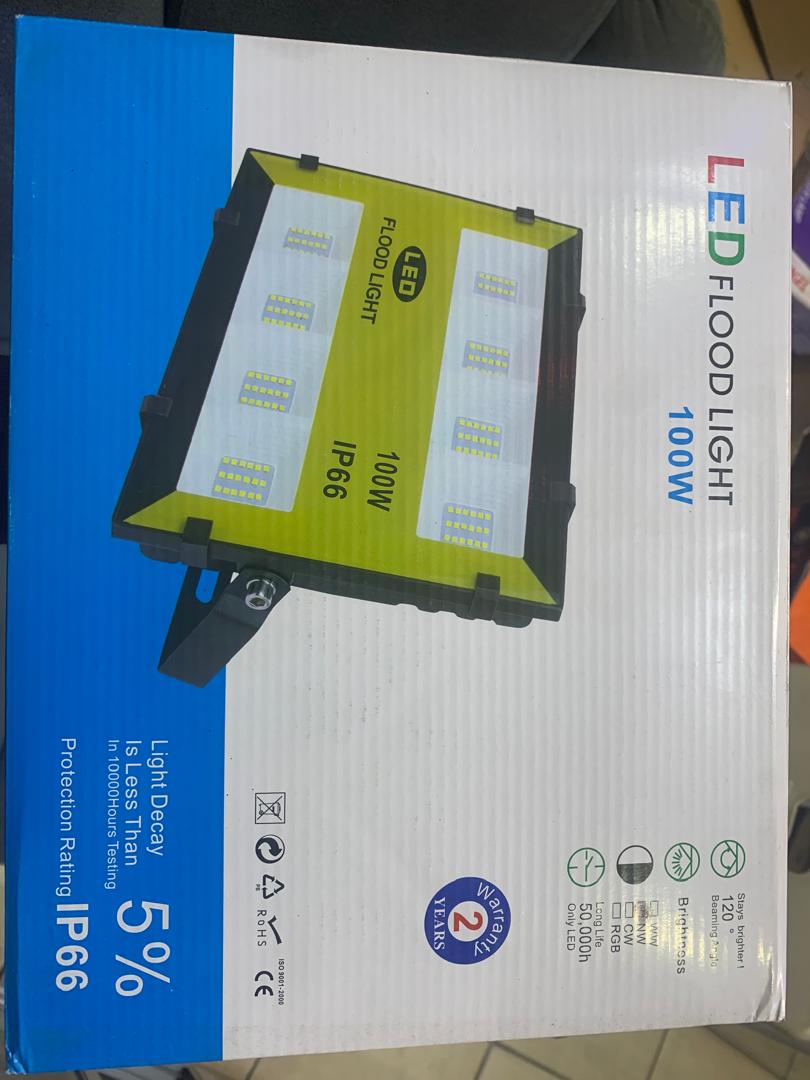 LED FLOOD LIGHT
100W
LED
FLOOD LIGHT
100W
IP66
Stays brighter!
120°
Beaming Angle
Brightness
WW
NW
CW
RGB
Long Life
50,000h
Only LED
Warranty
2
YEARS
ISO 9001-2000
RoHS
CE
Light Decay
Is Less Than
In 10000Hours Testing
5%
Protection Rating IP66